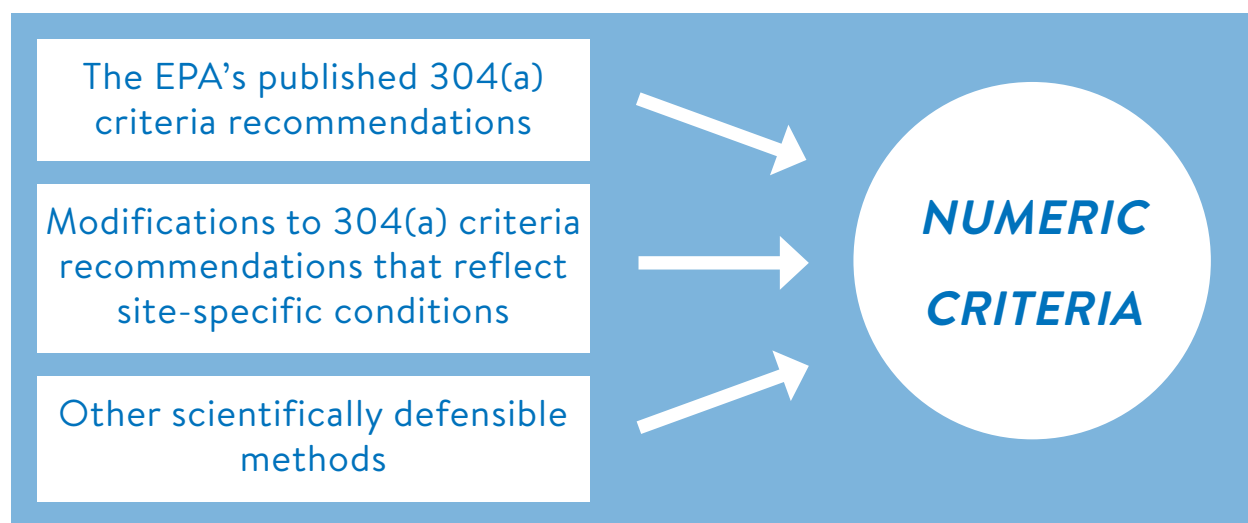 The EPA’s published 304(a)
criteria recommendations
Modifications to 304(a) criteria
recommendations that reflect
site-specific conditions
Other scientifically defensible
methods
NUMERIC
CRITERIA